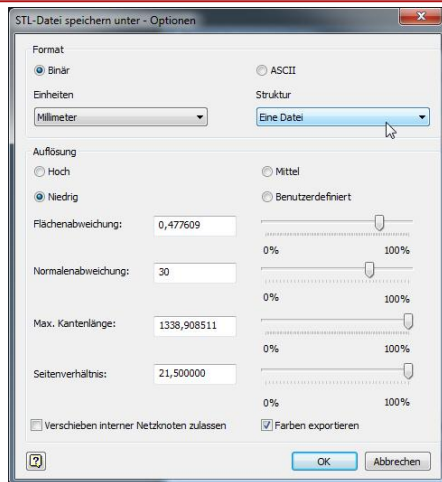 STL-Datei speichern unter - Optionen
Format
Binär ASCII
Einheiten Struktur
Millimeter Eine Datei
Auflösung
Hoch Mittel
Niedrig Benutzerdefiniert
Flächenabweichung: 0,477609
0% 100%
Normalenabweichung: 30
0% 100%
Max. Kantenlänge: 1338,908511
0% 100%
Seitenverhältnis: 21,500000
0% 100%
Verschieben interner Netzknoten zulassen Farben exportieren
? OK Abbrechen